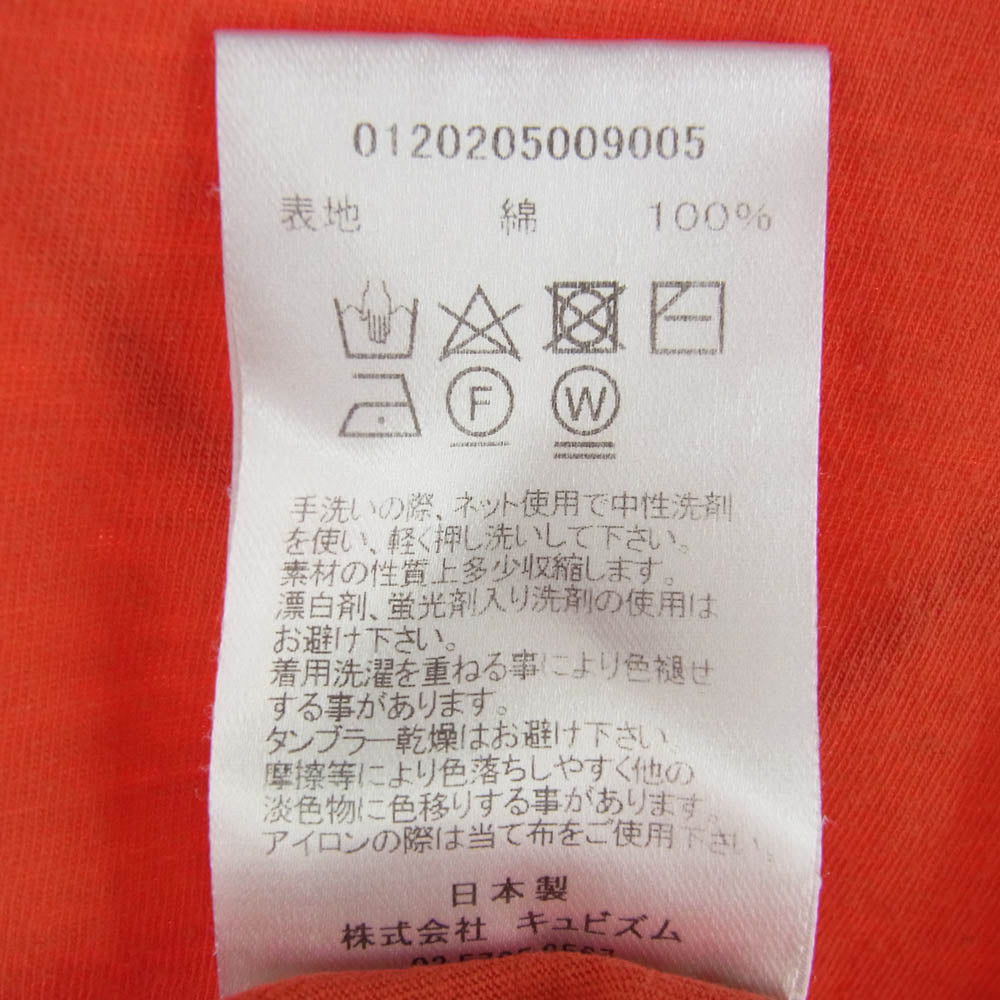 0120205009005
表地 綿 100%
F W
手洗いの際、ネット使用で中性洗剤
を使い、軽く押し洗いして下さい。
素材の性質上多少収縮します。
漂白剤、蛍光剤入り洗剤の使用は
お避け下さい。
着用洗濯を重ねる事により色褪せ
する事があります。
タンブラー乾燥はお避け下さい。
摩擦等により色落ちしやすく他の
淡色物に色移りする事があります。
アイロンの際は当て布をご使用下さい。
日本製
株式会社 キュビズム